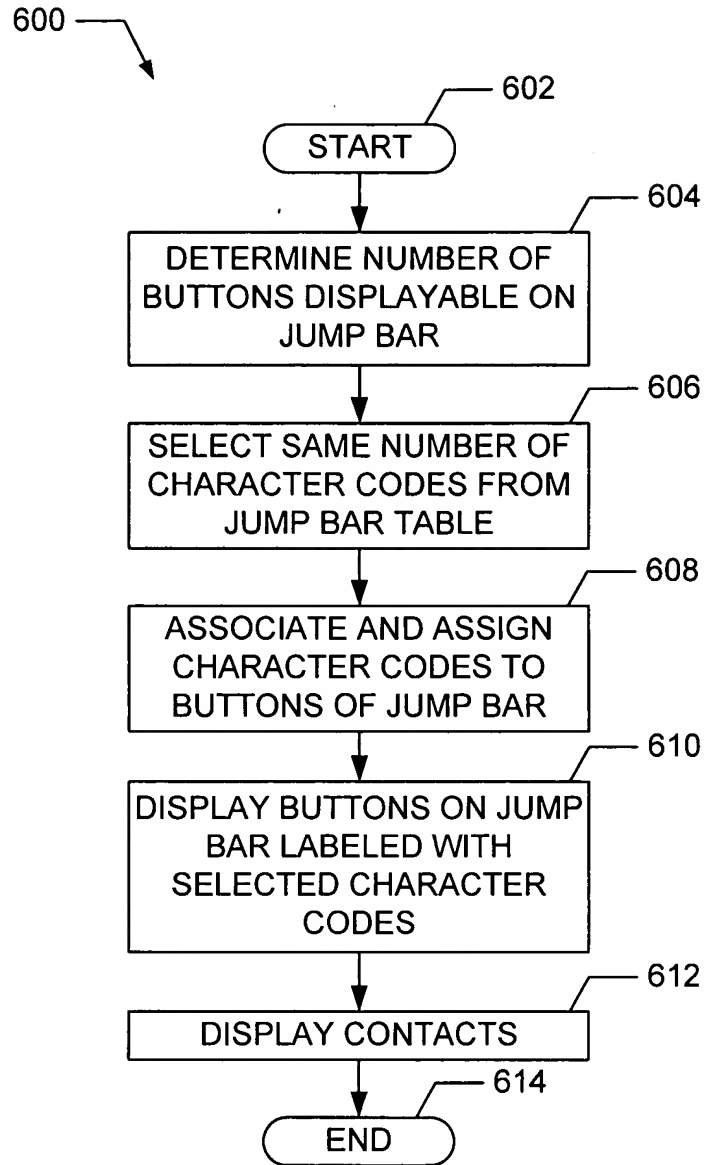 600
602
START
604
DETERMINE NUMBER OF
BUTTONS DISPLAYABLE ON
JUMP BAR
606
SELECT SAME NUMBER OF
CHARACTER CODES FROM
JUMP BAR TABLE
608
ASSOCIATE AND ASSIGN
CHARACTER CODES TO
BUTTONS OF JUMP BAR
610
DISPLAY BUTTONS ON JUMP
BAR LABELED WITH
SELECTED CHARACTER
CODES
612
DISPLAY CONTACTS
614
END